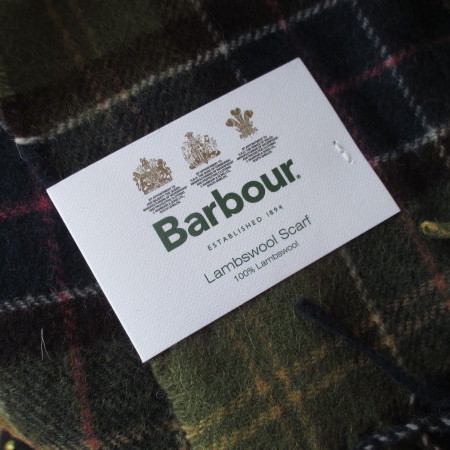 Barbour.
ESTABLISHED 1894
Lambswool Scarf
100% Lambswool